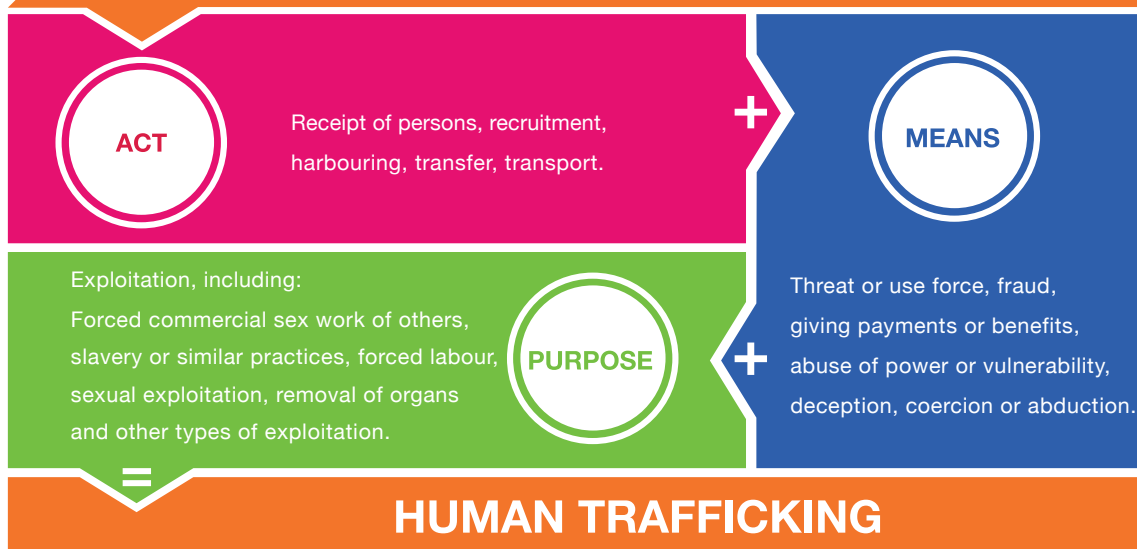 ACT
Receipt of persons, recruitment,
harbouring, transfer, transport.
+
MEANS
Threat or use force, fraud,
giving payments or benefits,
abuse of power or vulnerability,
deception, coercion or abduction.
+
PURPOSE
Exploitation, including:
Forced commercial sex work of others,
slavery or similar practices, forced labour,
sexual exploitation, removal of organs
and other types of exploitation.
=
HUMAN TRAFFICKING